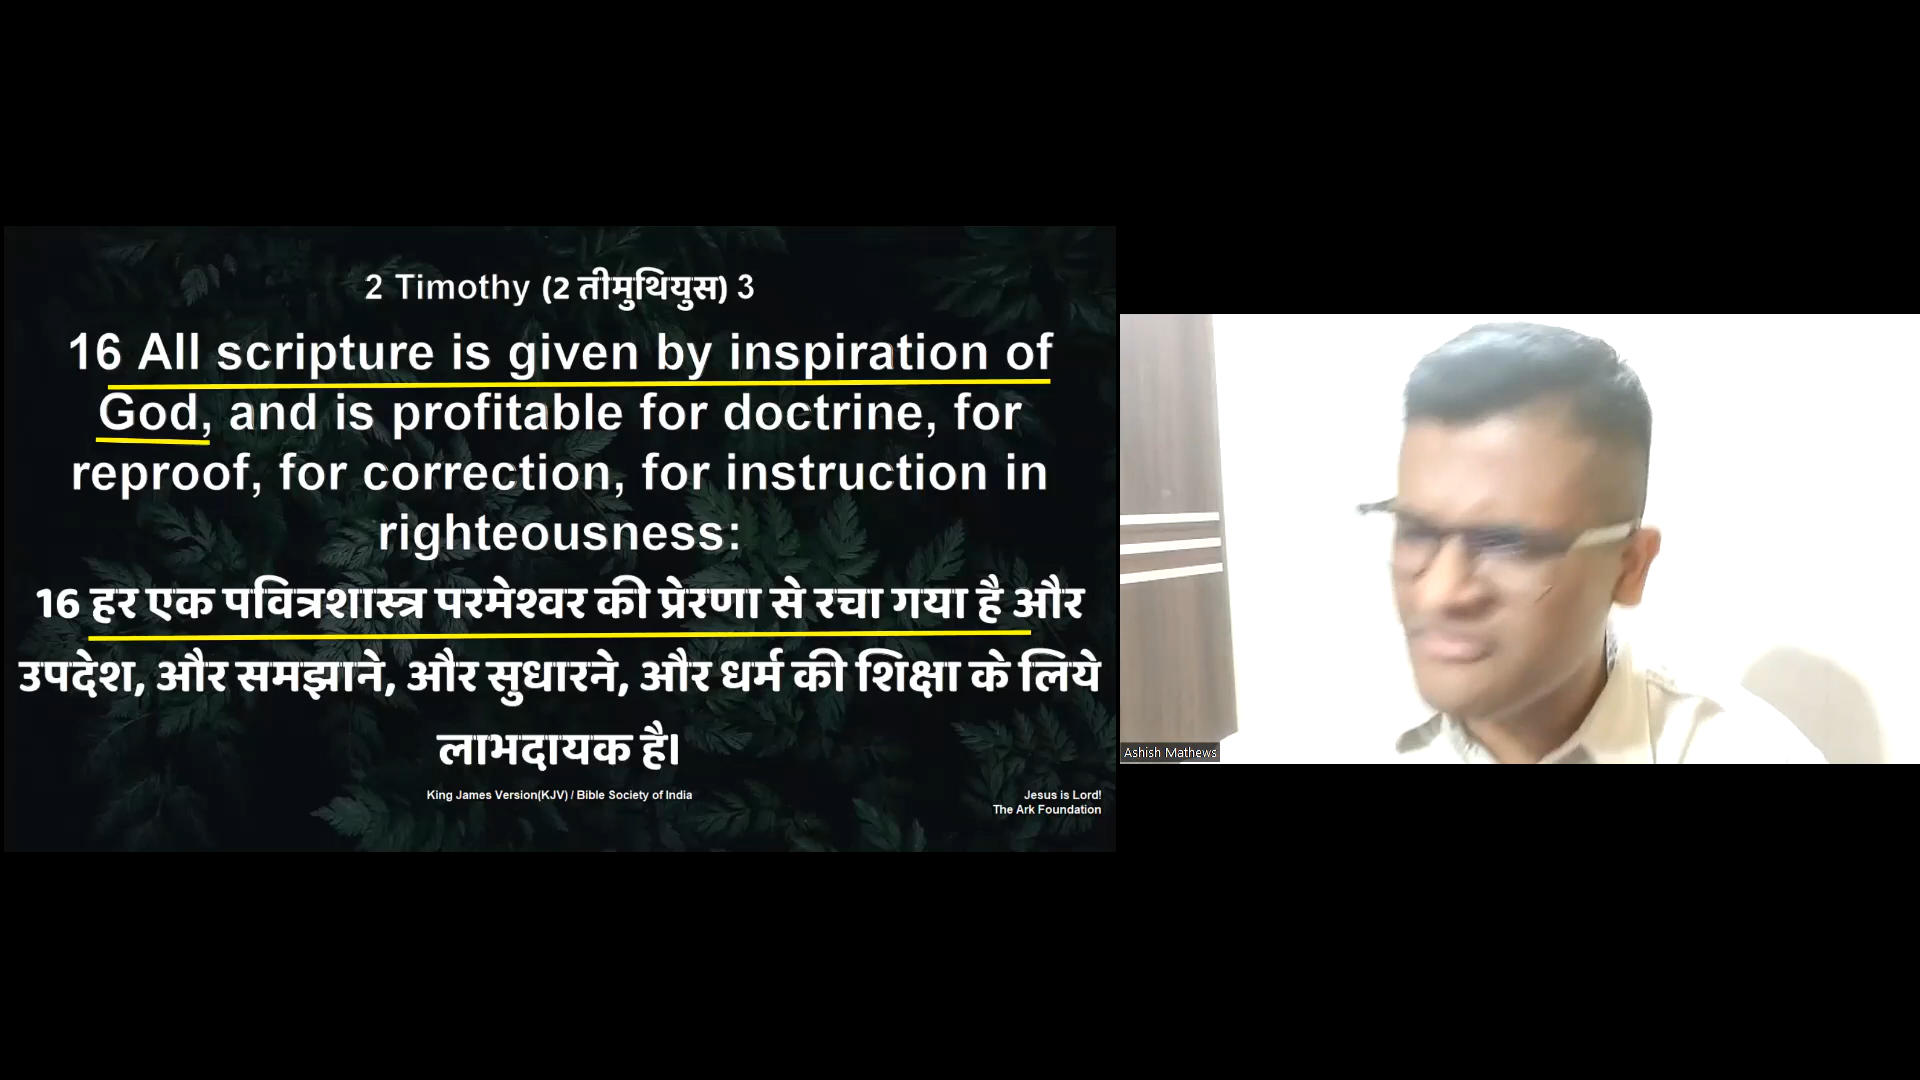 2 Timothy (2 तीमुथियुस) 3
16 All scripture is given by inspiration of
God, and is profitable for doctrine, for
reproof, for correction, for instruction in
righteousness:
16 हर एक पवित्रशास्त्र परमेश्वर की प्रेरणा से रचा गया है और
उपदेश, और समझाने, और सुधारने, और धर्म की शिक्षा के लिये
लाभदायक है।
King James Version(KJV) / Bible Society of India
Jesus is Lord!
The Ark Foundation
Ashish Mathews